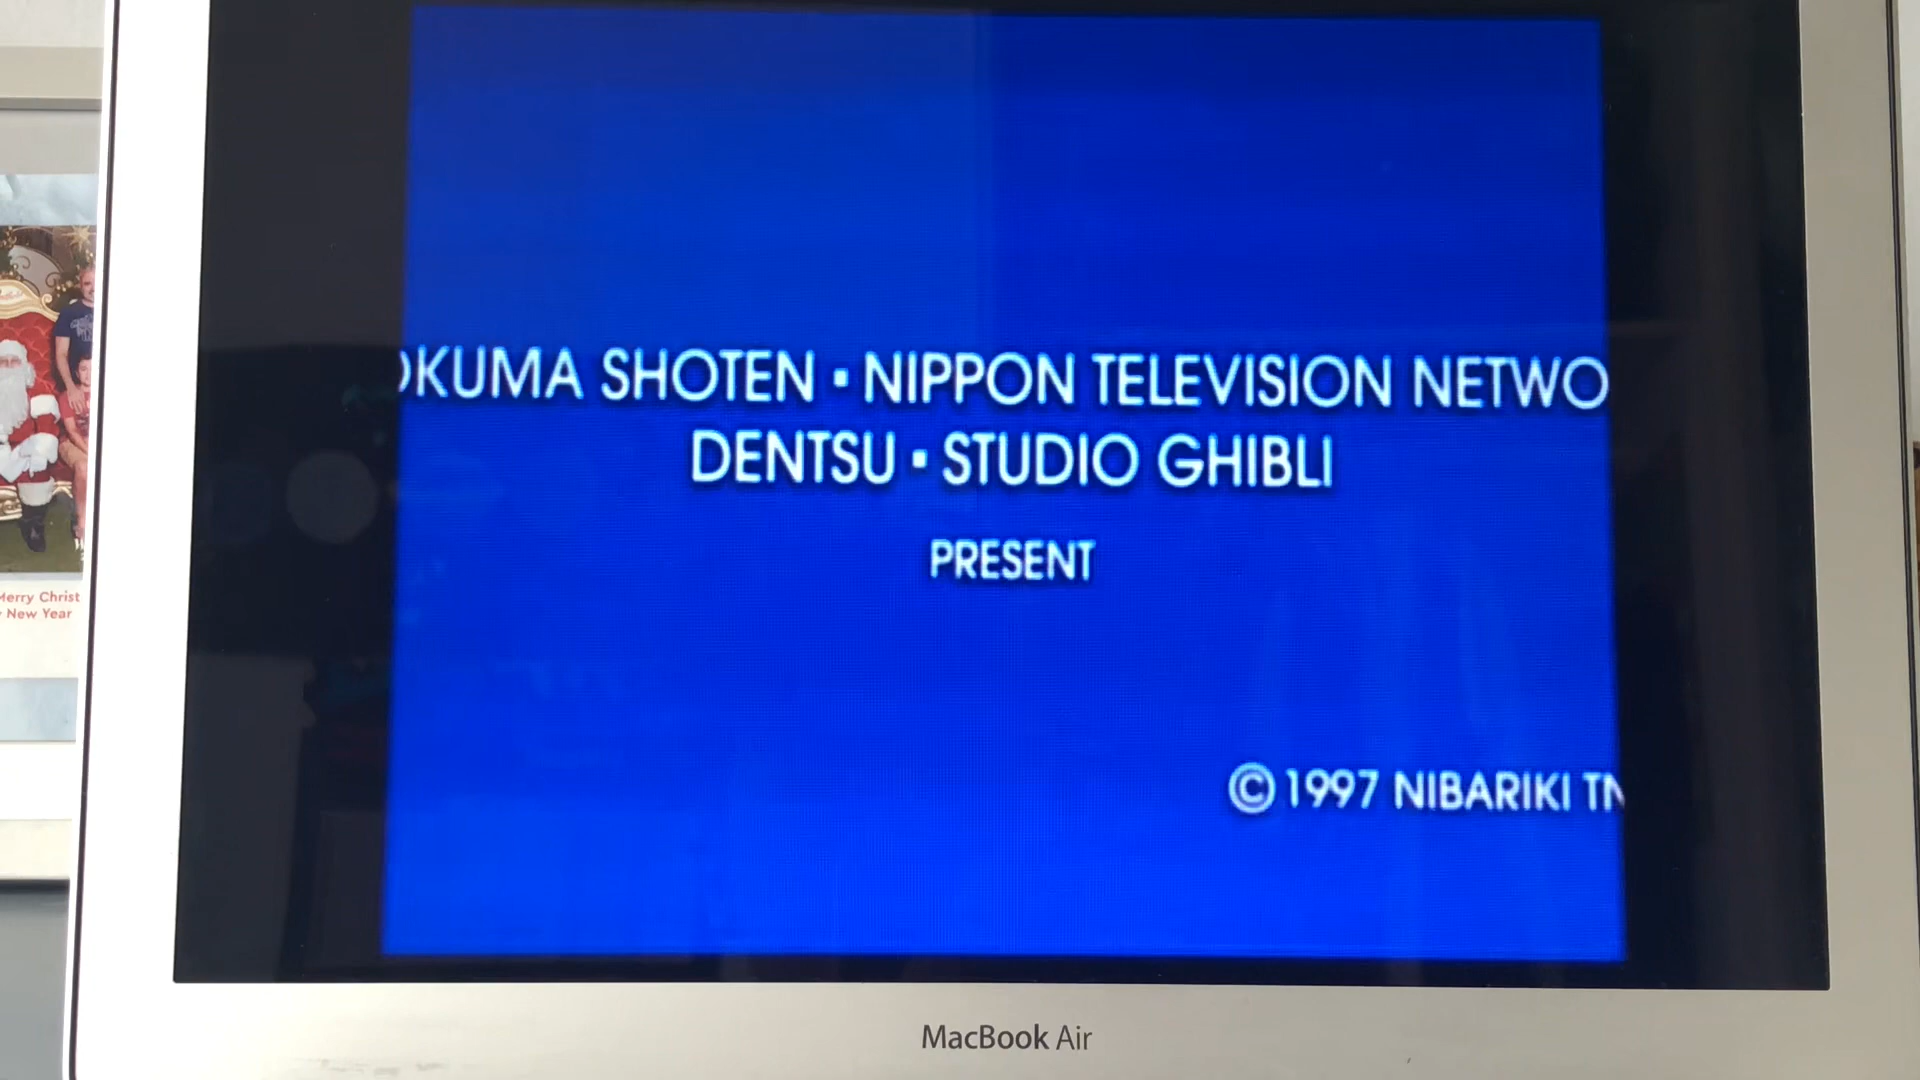 OKUMA SHOTEN ▪ NIPPON TELEVISION NETWO
DENTSU ▪ STUDIO GHIBLI
PRESENT
© 1997 NIBARIKI TN
Merry Christ
New Year
MacBook Air